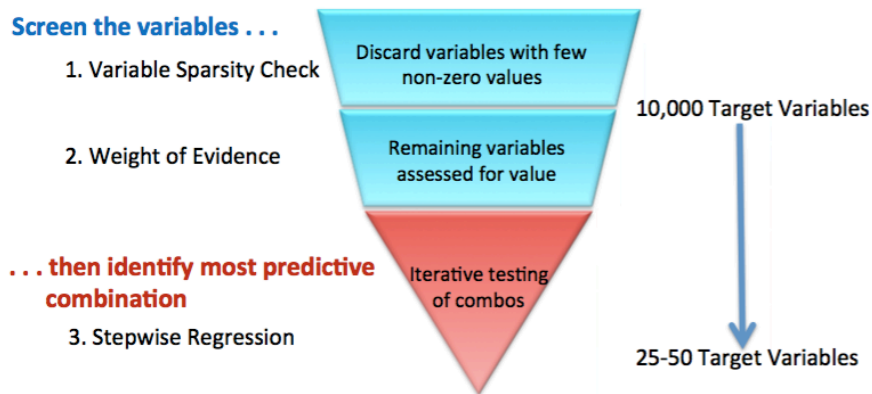 Screen the variables . . .
1. Variable Sparsity Check
Discard variables with few
non-zero values
10,000 Target Variables
2. Weight of Evidence
Remaining variables
assessed for value
. . . then identify most predictive
combination
3. Stepwise Regression
Iterative testing
of combos
25-50 Target Variables